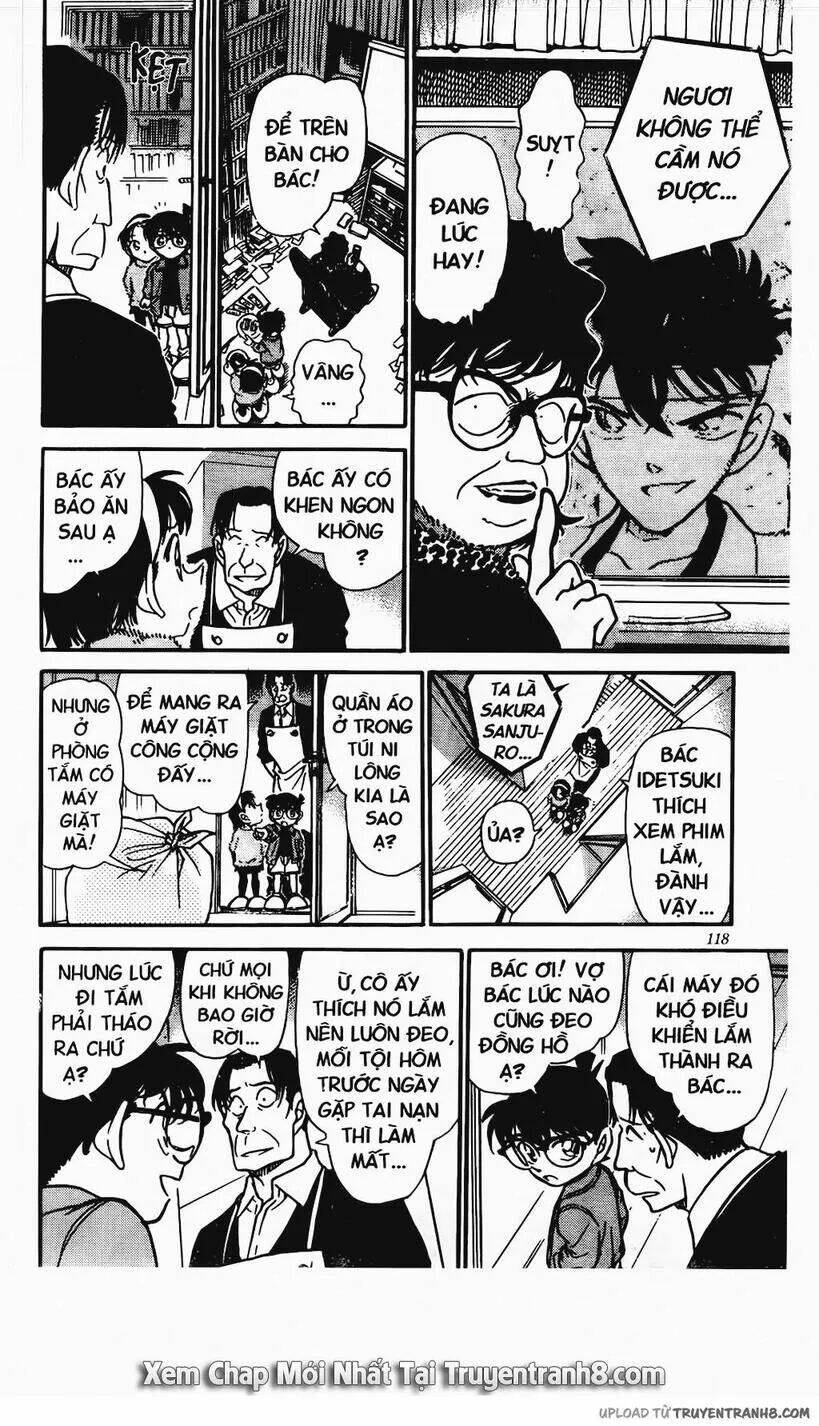 NGƯƠI
KHÔNG THỂ
CẦM NÓ
ĐƯỢC...
SUỴT
!
ĐANG
LÚC
HAY!
ĐỂ TRÊN
BÀN CHO
BÁC!
VÂNG
...
KẸT
BÁC ẤY CÓ
KHEN NGON
KHÔNG
?
BÁC ẤY
BẢO ĂN
SAU Ạ
...
BÁC
IDETSUKI
THÍCH
XEM PHIM
LẮM,
ĐÀNH
VẬY...
TA LÀ
SAKURA
SANJU-
RO...
ỦA?
QUẦN ÁO
Ở TRONG
TÚI NI
LÔNG
KIA LÀ
SAO
Ạ?
ĐỂ MANG RA
MÁY GIẶT
CÔNG CỘNG
ĐẤY...
NHƯNG
Ở
PHÒNG
TẮM CÓ
MÁY
GIẶT
MÀ!
118
CÁI MÁY ĐÓ
KHÓ ĐIỀU
KHIỂN LẮM
THÀNH RA
BÁC...
BÁC ƠI! VỢ
BÁC LÚC NÀO
CŨNG ĐEO
ĐỒNG HỒ
Ạ?
Ừ, CÔ ẤY
THÍCH NÓ LẮM
NÊN LUÔN ĐEO,
MỖI TỘI HÔM
TRƯỚC NGÀY
GẶP TAI NẠN
THÌ LÀM
MẤT...
CHỨ MỌI
KHI KHÔNG
BAO GIỜ
RỜI...
NHƯNG LÚC
ĐI TẮM
PHẢI THÁO
RA CHỨ
Ạ?
Xem Chap Mới Nhất Tại Truyentranh8.com
UPLOAD TỪ TRUYENTRANH8.COM